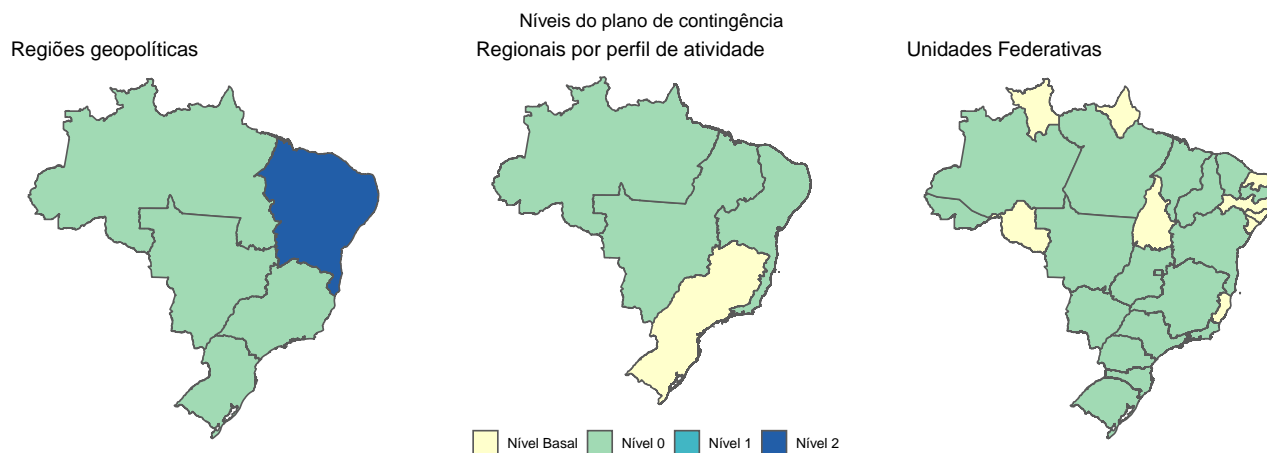 Níveis do plano de contingência
Regiões geopolíticas
Regionais por perfil de atividade
Unidades Federativas
Nível Basal
Nível 0
Nível 1
Nível 2